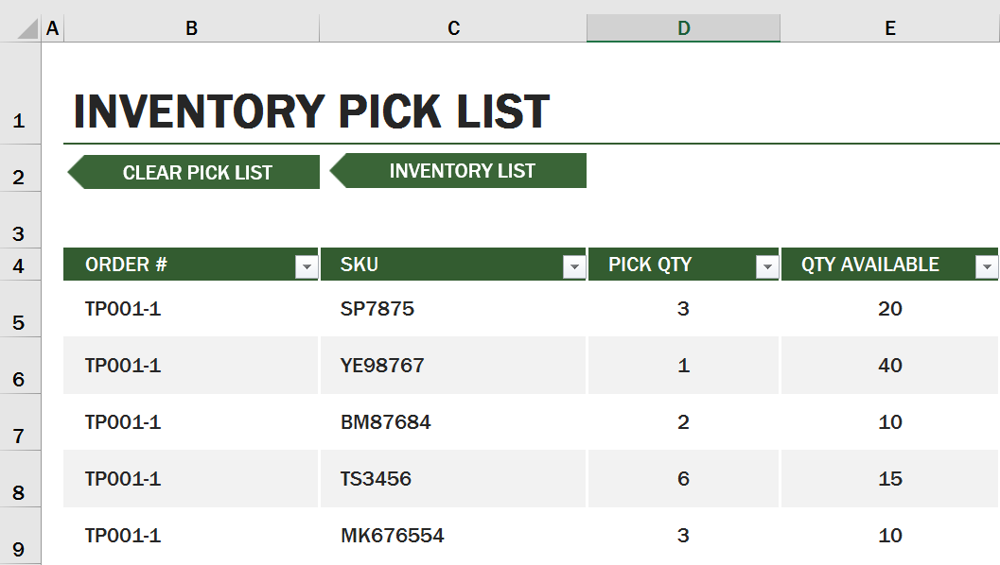 A B C D E
1 INVENTORY PICK LIST
2 CLEAR PICK LIST INVENTORY LIST
3
4 ORDER # SKU PICK QTY QTY AVAILABLE
5 TP001-1 SP7875 3 20
6 TP001-1 YE98767 1 40
7 TP001-1 BM87684 2 10
8 TP001-1 TS3456 6 15
9 TP001-1 MK676554 3 10